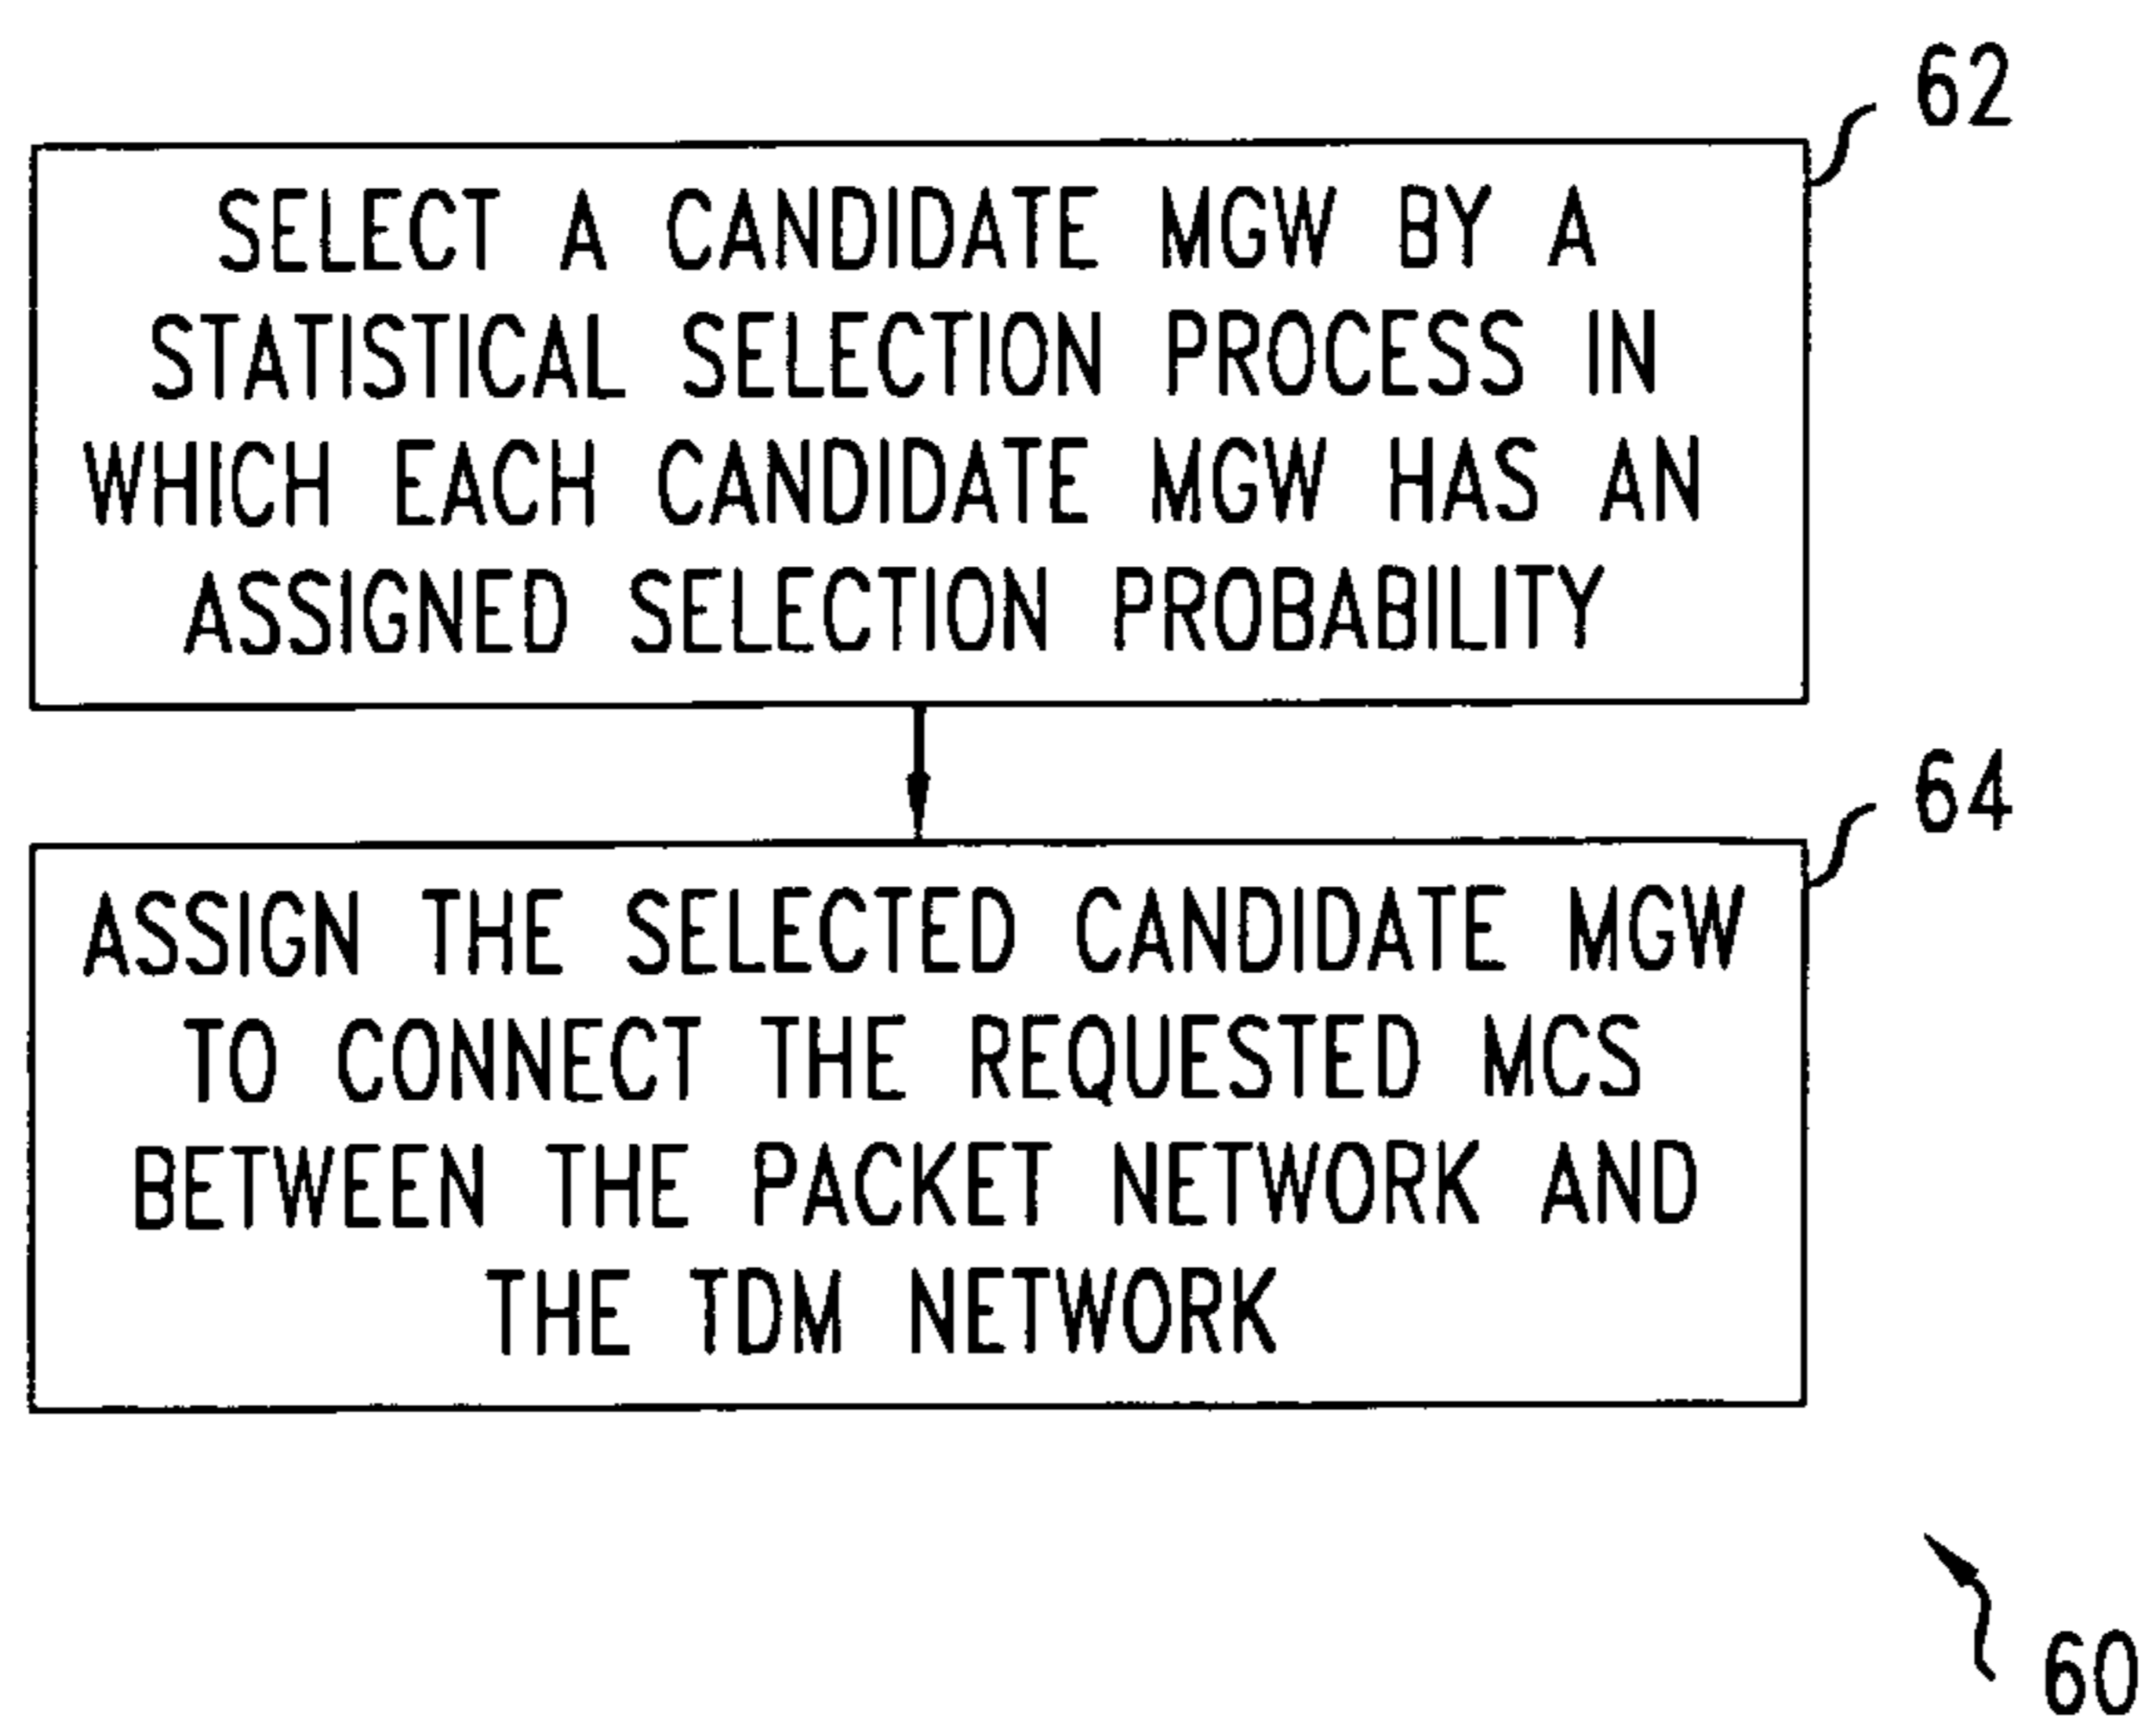 62
SELECT A CANDIDATE MGW BY A
STATISTICAL SELECTION PROCESS IN
WHICH EACH CANDIDATE MGW HAS AN
ASSIGNED SELECTION PROBABILITY
64
ASSIGN THE SELECTED CANDIDATE MGW
TO CONNECT THE REQUESTED MCS
BETWEEN THE PACKET NETWORK AND
THE TDM NETWORK
60